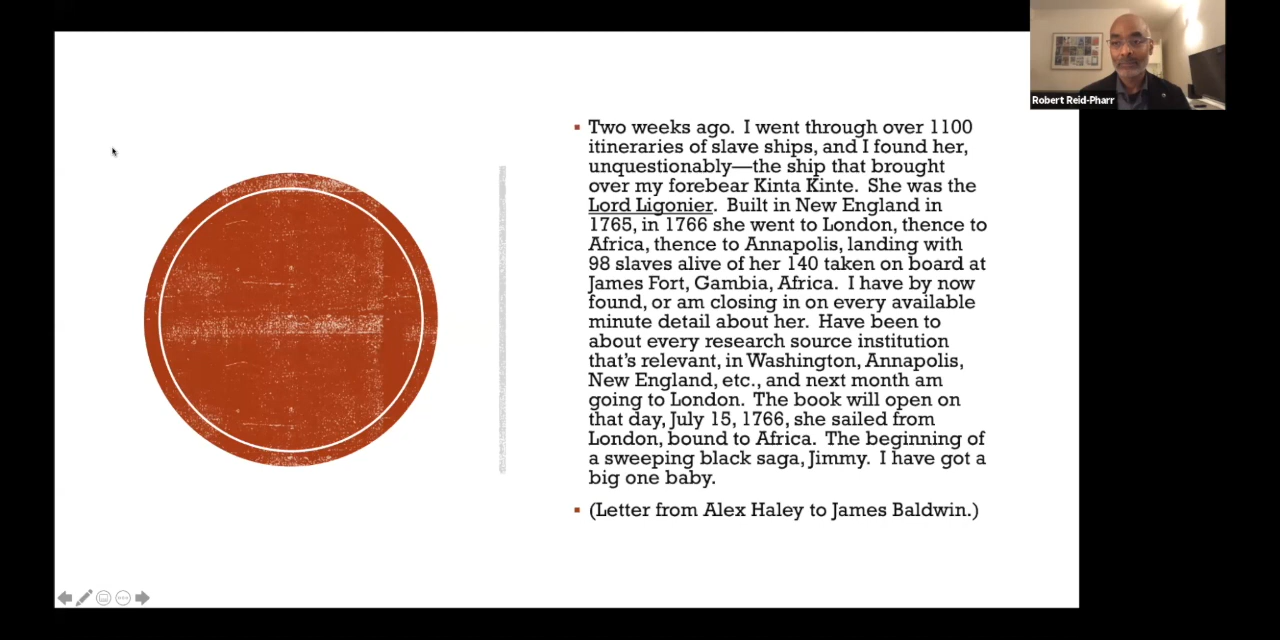 Robert Reid-Pharr
Two weeks ago. I went through over 1100
itineraries of slave ships, and I found her,
unquestionably—the ship that brought
over my forebear Kinta Kinte. She was the
Lord Ligonier. Built in New England in
1765, in 1766 she went to London, thence to
Africa, thence to Annapolis, landing with
98 slaves alive of her 140 taken on board at
James Fort, Gambia, Africa. I have by now
found, or am closing in on every available
minute detail about her. Have been to
about every research source institution
that's relevant, in Washington, Annapolis,
New England, etc., and next month am
going to London. The book will open on
that day, July 15, 1766, she sailed from
London, bound to Africa. The beginning of
a sweeping black saga, Jimmy. I have got a
big one baby.
(Letter from Alex Haley to James Baldwin.)